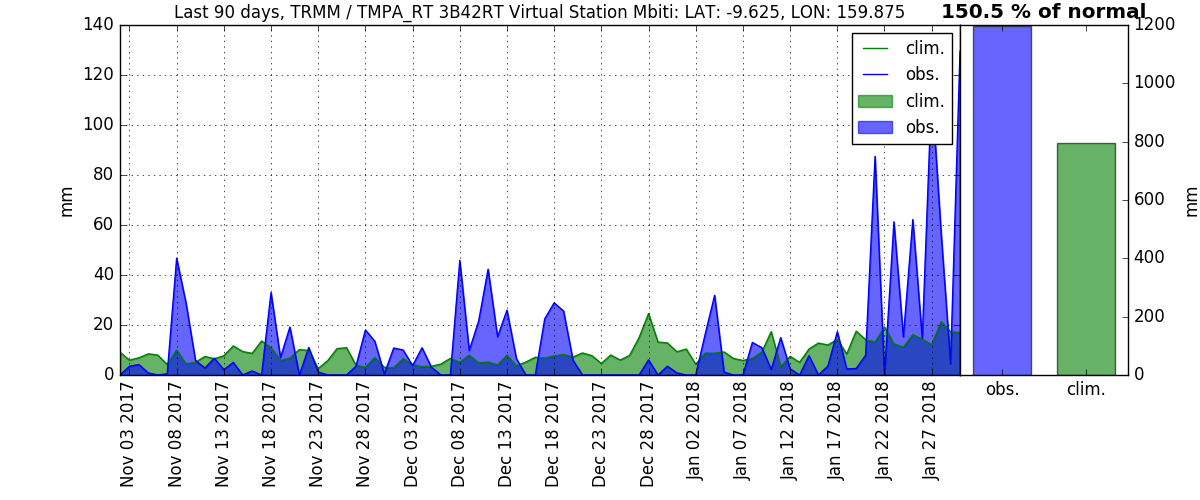 Last 90 days, TRMM / TMPA_RT 3B42RT Virtual Station Mbiti: LAT: -9.625, LON: 159.875
150.5 % of normal
clim.
obs.
clim.
obs.
mm
140
120
100
80
60
40
20
0
Nov 03 2017
Nov 08 2017
Nov 13 2017
Nov 18 2017
Nov 23 2017
Nov 28 2017
Dec 03 2017
Dec 08 2017
Dec 13 2017
Dec 18 2017
Dec 23 2017
Dec 28 2017
Jan 02 2018
Jan 07 2018
Jan 12 2018
Jan 17 2018
Jan 22 2018
Jan 27 2018
1200
1000
800
600
400
200
0
mm
obs.
clim.